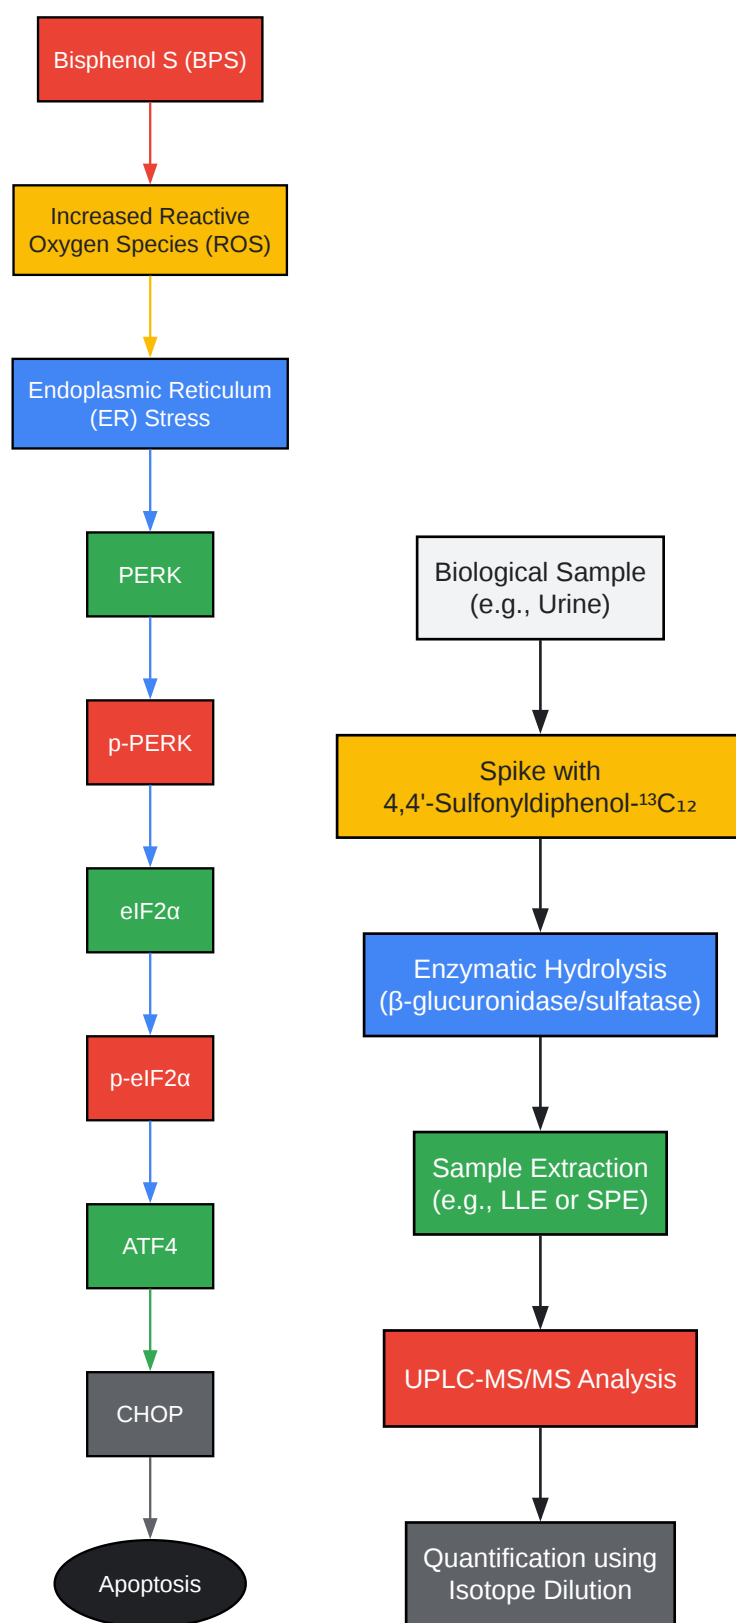 Bisphenol S (BPS)
Increased Reactive
Oxygen Species (ROS)
Endoplasmic Reticulum
(ER) Stress
PERK
p-PERK
eIF2α
p-eIF2α
ATF4
CHOP
Apoptosis
Biological Sample
(e.g., Urine)
Spike with
4,4'-Sulfonyldiphenol-¹³C₁₂
Enzymatic Hydrolysis
(β-glucuronidase/sulfatase)
Sample Extraction
(e.g., LLE or SPE)
UPLC-MS/MS Analysis
Quantification using
Isotope Dilution